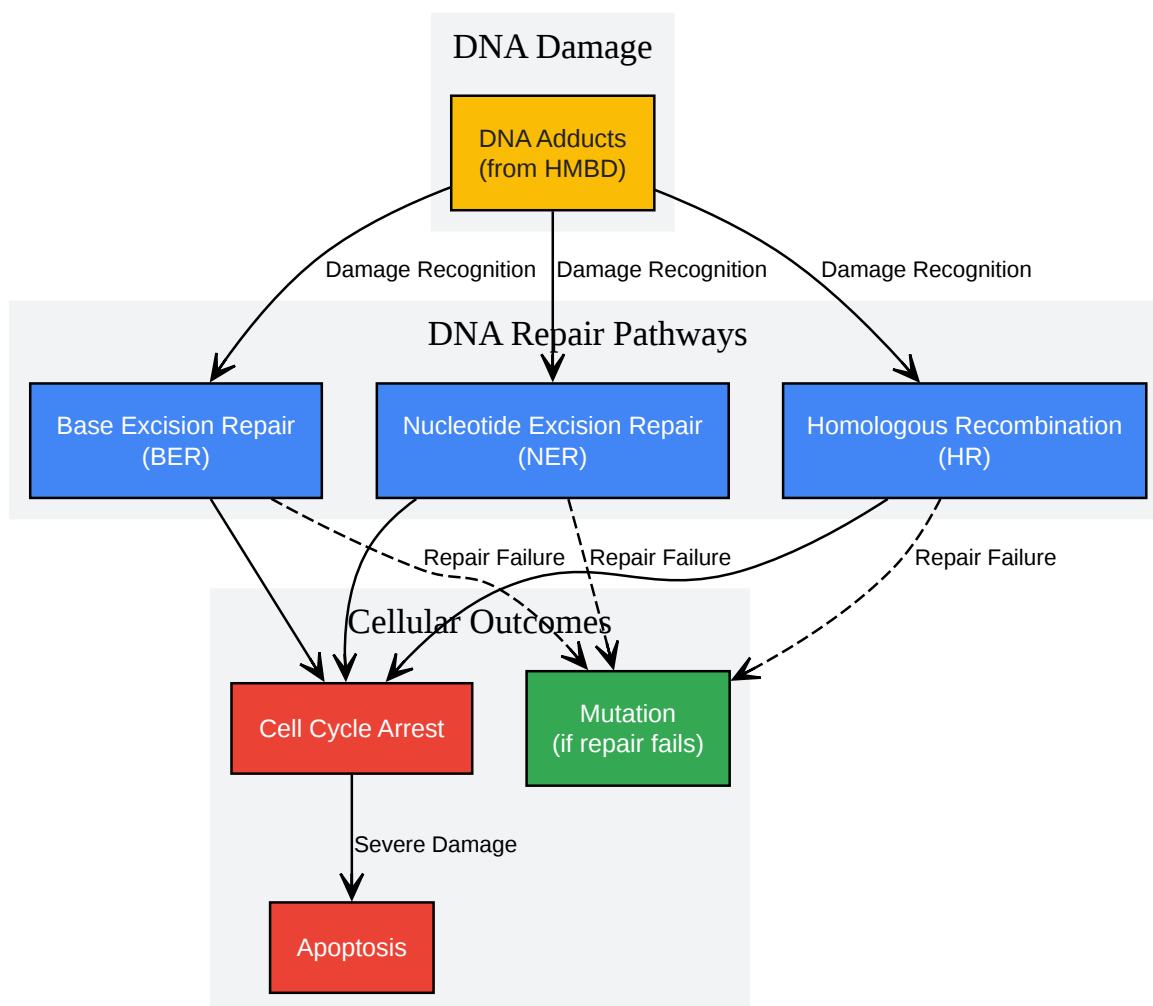 DNA Damage
DNA Adducts
(from HMBD)
Damage Recognition
Damage Recognition
Damage Recognition
DNA Repair Pathways
Base Excision Repair
(BER)
Nucleotide Excision Repair
(NER)
Homologous Recombination
(HR)
Repair Failure
Repair Failure
Repair Failure
Cellular Outcomes
Cell Cycle Arrest
Mutation
(if repair fails)
Severe Damage
Apoptosis